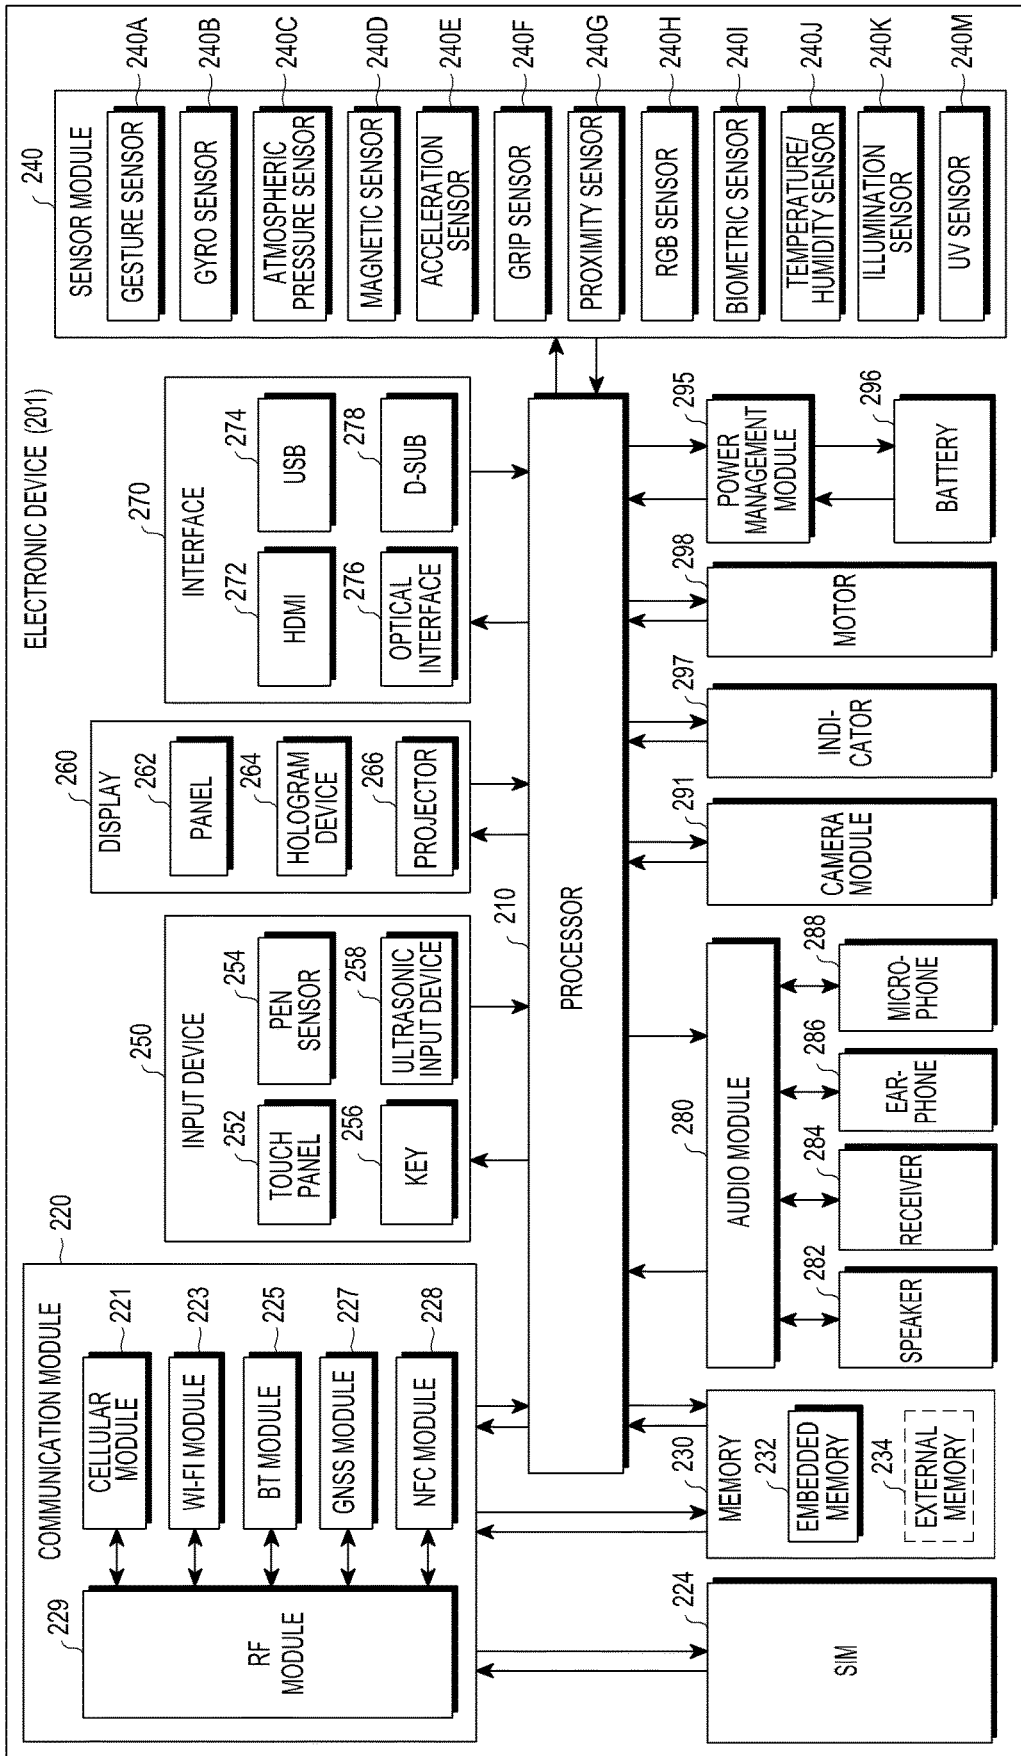 ELECTRONIC DEVICE (201)
220
COMMUNICATION MODULE
229
RF
MODULE
CELLULAR
MODULE
221
WI-FI MODULE
223
BT MODULE
225
GNSS MODULE
227
NFC MODULE
228
250
INPUT DEVICE
252
TOUCH
PANEL
254
PEN
SENSOR
256
KEY
258
ULTRASONIC
INPUT DEVICE
260
DISPLAY
262
PANEL
264
HOLOGRAM
DEVICE
266
PROJECTOR
270
INTERFACE
272
HDMI
274
USB
276
OPTICAL
INTERFACE
278
D-SUB
240
SENSOR MODULE
GESTURE SENSOR
240A
GYRO SENSOR
240B
ATMOSPHERIC
PRESSURE SENSOR
240C
MAGNETIC SENSOR
240D
ACCELERATION
SENSOR
240E
GRIP SENSOR
240F
PROXIMITY SENSOR
240G
RGB SENSOR
240H
BIOMETRIC SENSOR
240I
TEMPERATURE/
HUMIDITY SENSOR
240J
ILLUMINATION
SENSOR
240K
UV SENSOR
240M
210
PROCESSOR
224
SIM
230
MEMORY
232
EMBEDDED
MEMORY
234
EXTERNAL
MEMORY
280
AUDIO MODULE
282
SPEAKER
284
RECEIVER
286
EAR-
PHONE
288
MICRO-
PHONE
291
CAMERA
MODULE
297
INDI-
CATOR
298
MOTOR
295
POWER
MANAGEMENT
MODULE
296
BATTERY